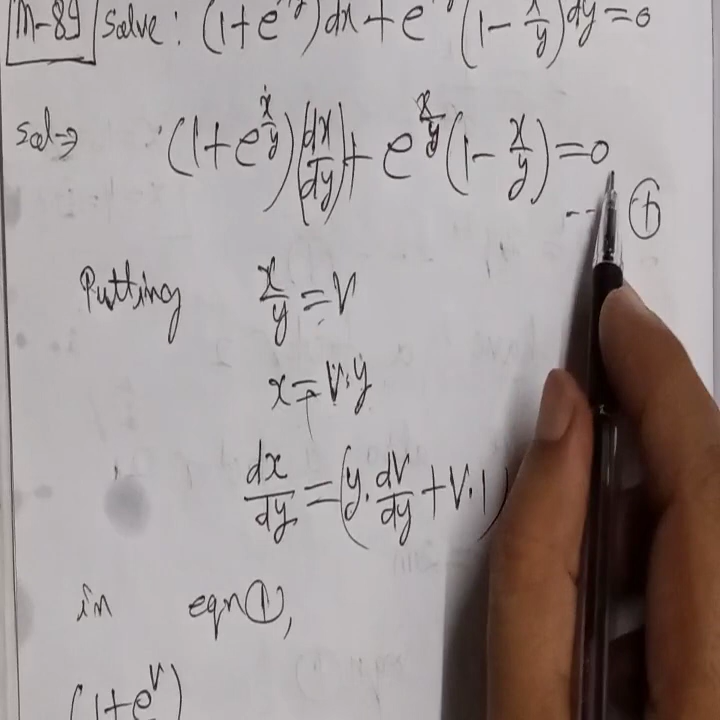 M-89 Solve: (1+e^{x/y})dx + e^{x/y}(1 - x/y)dy = 0
Sol⇒ (1+e^{x/y})(dx/dy) + e^{x/y}(1 - x/y) = 0
--- ①
Putting x/y = V
x = V·y
dx/dy = (y·dV/dy + V·1)
in eqn ①,
(1+e^V)